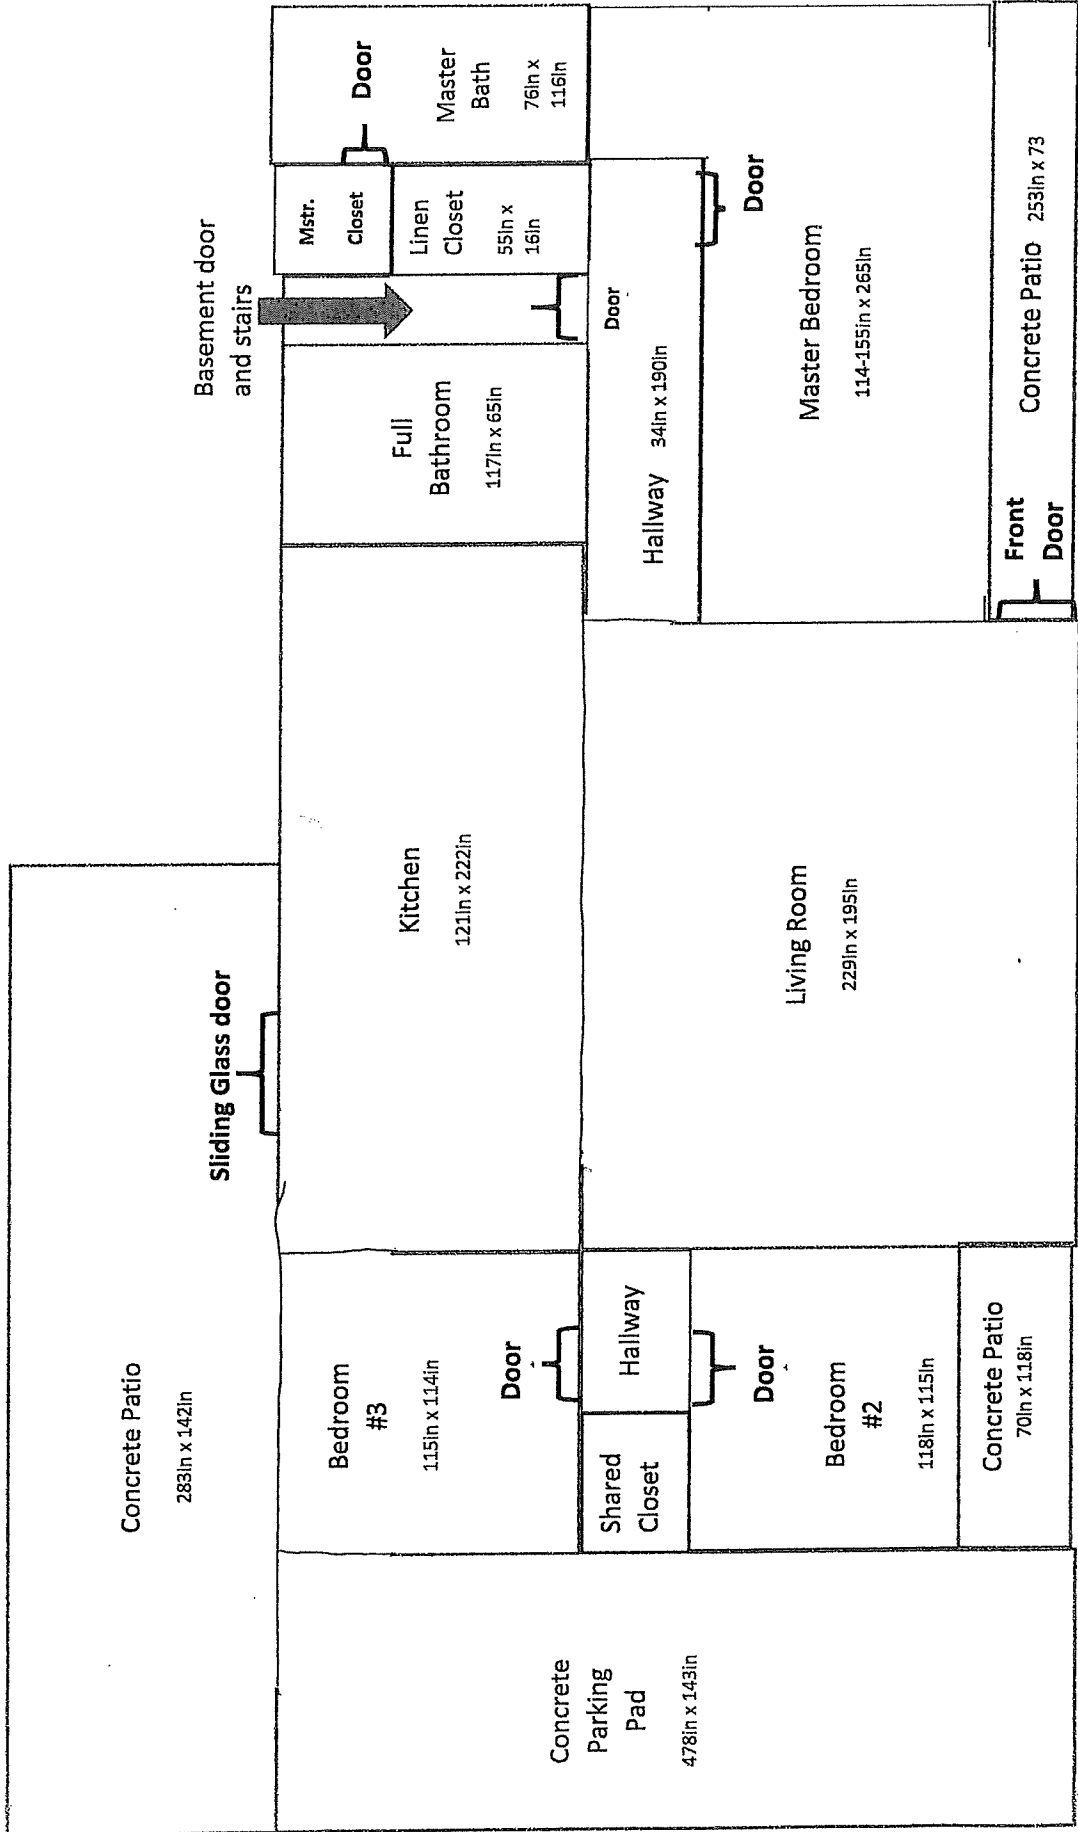 Basement door
and stairs
Door
Master
Bath
76in x
116in
Mstr.
Closet
Linen
Closet
55in x
16in
Full
Bathroom
117in x 65in
Door
Hallway 34in x 190in
Door
Master Bedroom
114-155in x 265in
Front
Door
Concrete Patio 253in x 73
Sliding Glass door
Kitchen
121in x 222in
Living Room
229in x 195in
Concrete Patio
283in x 142in
Bedroom
#3
115in x 114in
Door
Hallway
Shared
Closet
Door
Bedroom
#2
118in x 115in
Concrete Patio
70in x 118in
Concrete
Parking
Pad
478in x 143in